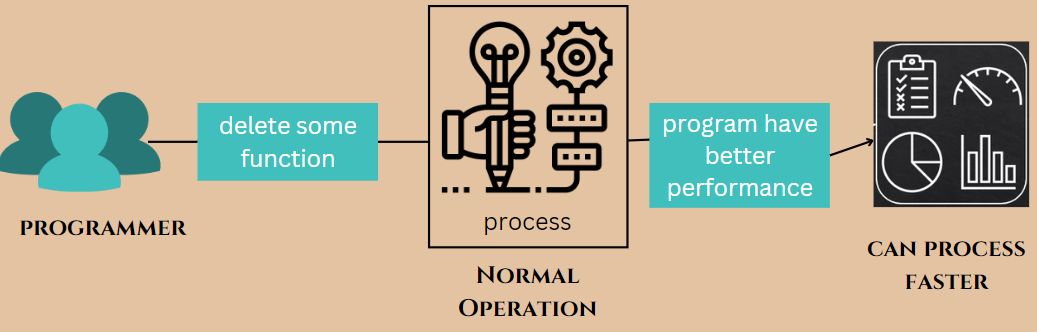 delete some
function
PROGRAMMER
process
NORMAL
OPERATION
program have
better
performance
CAN PROCESS
FASTER